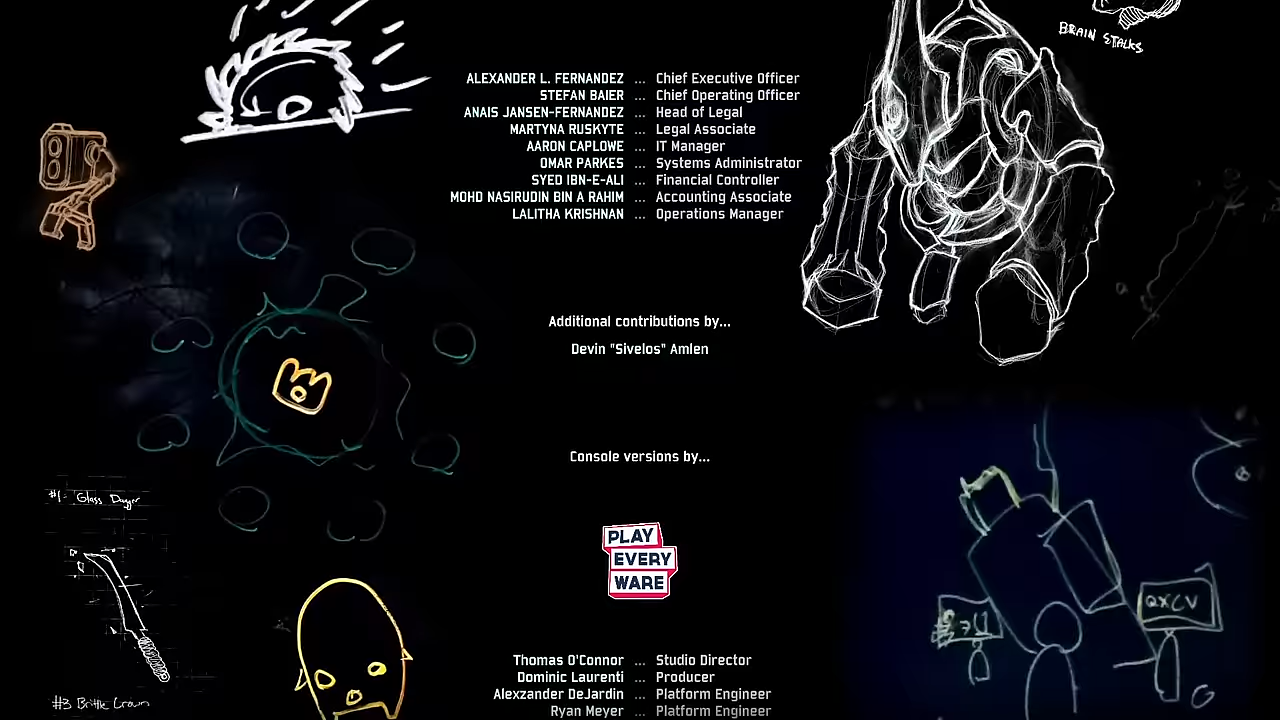 BRAIN STALKS
ALEXANDER L. FERNANDEZ ... Chief Executive Officer
STEFAN BAIER ... Chief Operating Officer
ANAIS JANSEN-FERNANDEZ ... Head of Legal
MARTYNA RUSKYTE ... Legal Associate
AARON CAPLOWE ... IT Manager
OMAR PARKES ... Systems Administrator
SYED IBN-E-ALI ... Financial Controller
MOHD NASIRUDIN BIN A RAHIM ... Accounting Associate
LALITHA KRISHNAN ... Operations Manager
Additional contributions by...
Devin "Sivelos" Amlen
Console versions by...
#1: Glass Dagger
PLAY
EVERY
WARE
QXCV
Thomas O'Connor ... Studio Director
Dominic Laurenti ... Producer
Alexzander DeJardin ... Platform Engineer
Ryan Meyer ... Platform Engineer
#3 Brittle Crown